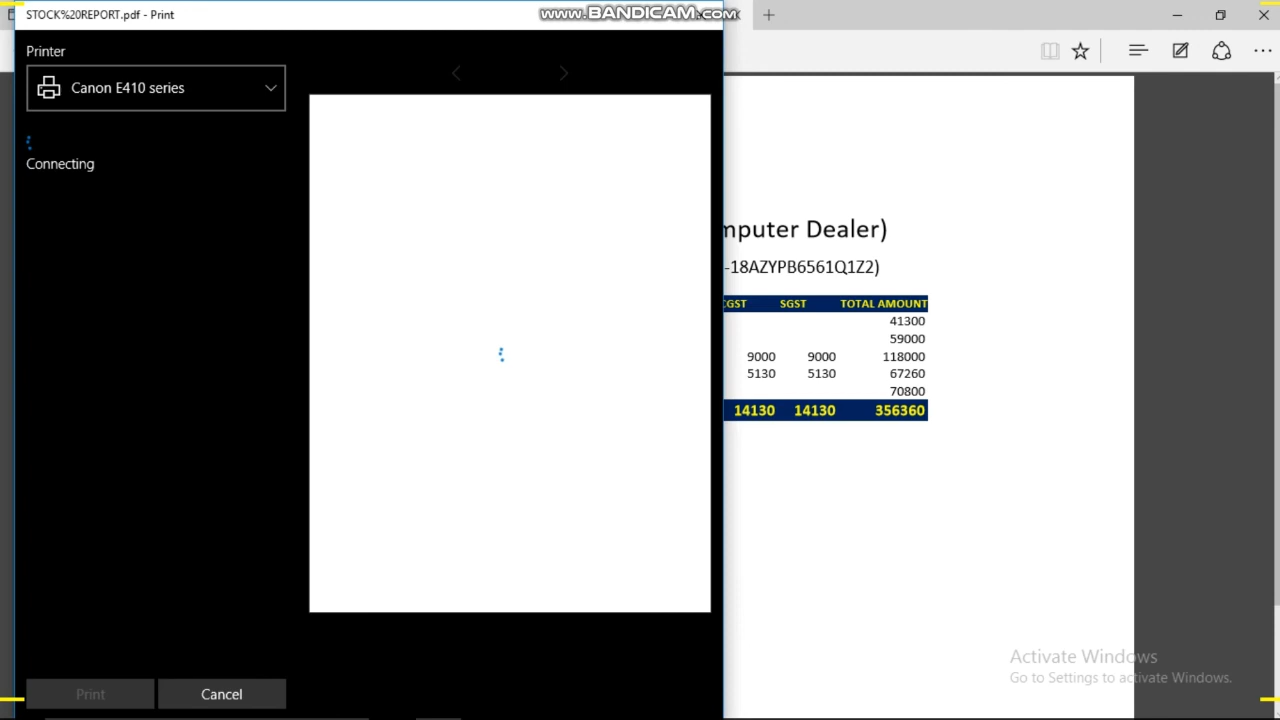 STOCK%20REPORT.pdf - Print
www.BANDICAM.com
Printer
Canon E410 series
Connecting
mputer Dealer)
-18AZYPB6561Q1Z2)
CGST SGST TOTAL AMOUNT
41300
59000
9000 9000 118000
5130 5130 67260
70800
14130 14130 356360
Activate Windows
Go to Settings to activate Windows.
Print Cancel